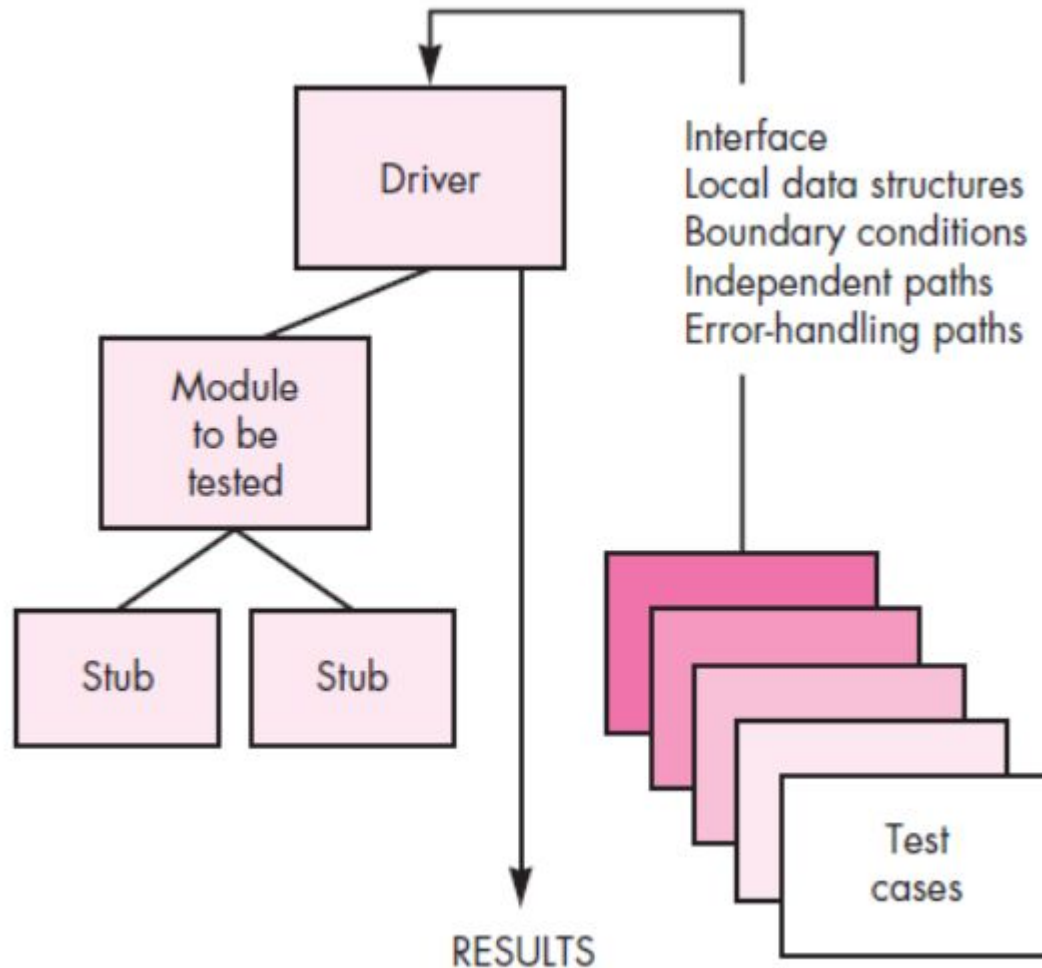 Driver
Interface
Local data structures
Boundary conditions
Independent paths
Error-handling paths
Module
to be
tested
Stub
Stub
Test
cases
RESULTS